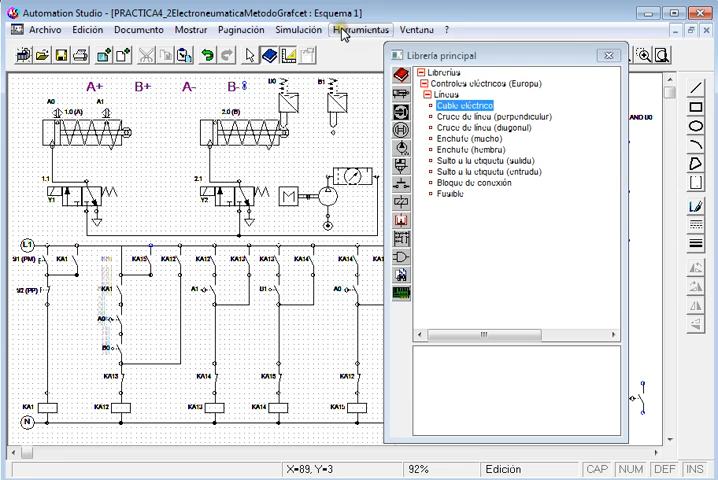 Automation Studio - [PRACTICA4_2ElectroneumaticaMetodoGrafcet : Esquema 1]
Archivo Edición Documento Mostrar Paginación Simulación Herramientas Ventana ?
Librería principal
Librerías
Controles eléctricos (Europa)
Líneas
Cable eléctrico
Cruce de línea (perpendicular)
Cruce de línea (diagonal)
Enchufe (macho)
Enchufe (hembra)
Salto a la etiqueta (salida)
Salto a la etiqueta (entrada)
Bloque de conexión
Fusible
A+ B+ A- B-
A0 A1 B0 B1
1.0 (A) 2.0 (B)
1.1 2.1
Y1 Y2
M
AND
L1
S1 (PM) KA1 KA15 KA12 KA12 KA13 KA13 KA14 KA14
S2 (PP) KA1 A1 B1 A0
A0
B0
KA13 KA14 KA15 KA12
KA1 KA12 KA13 KA14 KA15
N
X=89, Y=3 92% Edición CAP NUM DEF INS